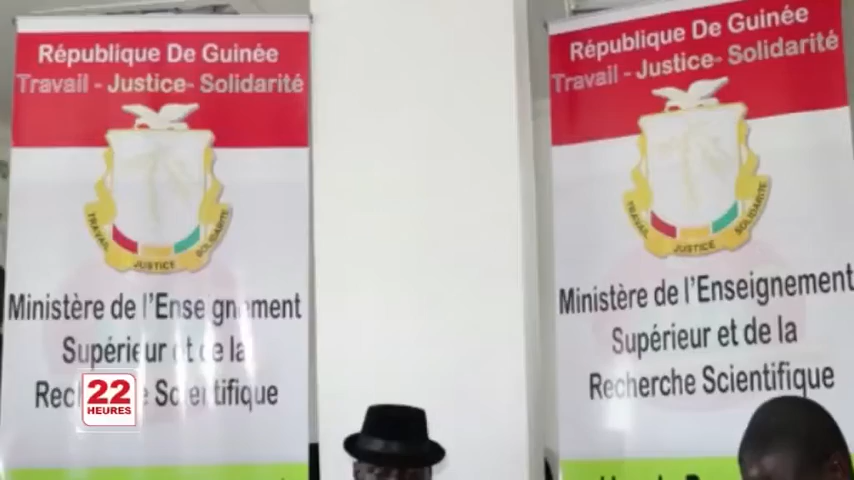 République De Guinée
Travail - Justice- Solidarité
TRAVAIL
JUSTICE
SOLIDARITÉ
Ministère de l'Enseignement
Supérieur et de la
Recherche Scientifique
22
HEURES
République De Guinée
Travail - Justice- Solidarité
TRAVAIL
JUSTICE
SOLIDARITÉ
Ministère de l'Enseignement
Supérieur et de la
Recherche Scientifique